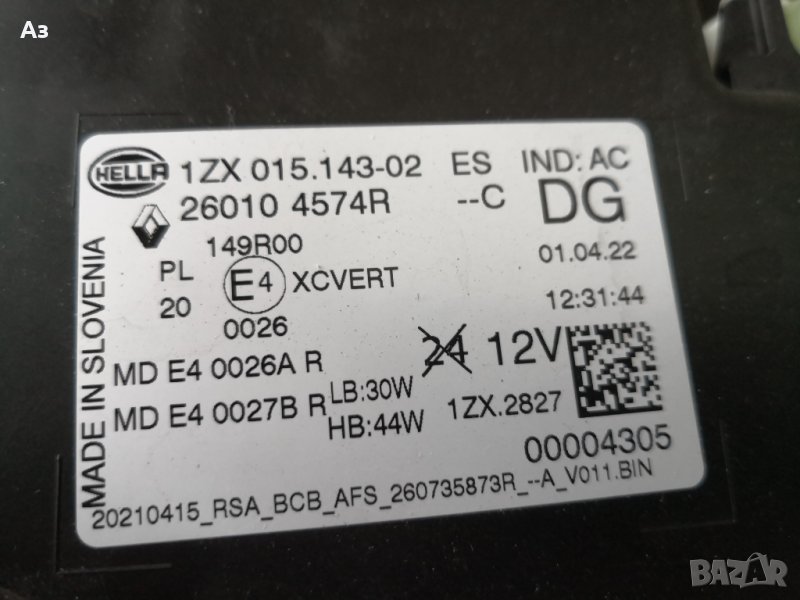 Аз
HELLA 1ZX 015.143-02 ES IND: AC
26010 4574R --C DG
149R00
01.04.22
PL E4 XCVERT
20
12:31:44
0026
24 12V
MD E4 0026A R
MD E4 0027B R LB:30W 1ZX.2827
HB:44W
00004305
MADE IN SLOVENIA
20210415_RSA_BCB_AFS_260735873R_--A_V011.BIN
BAZAR